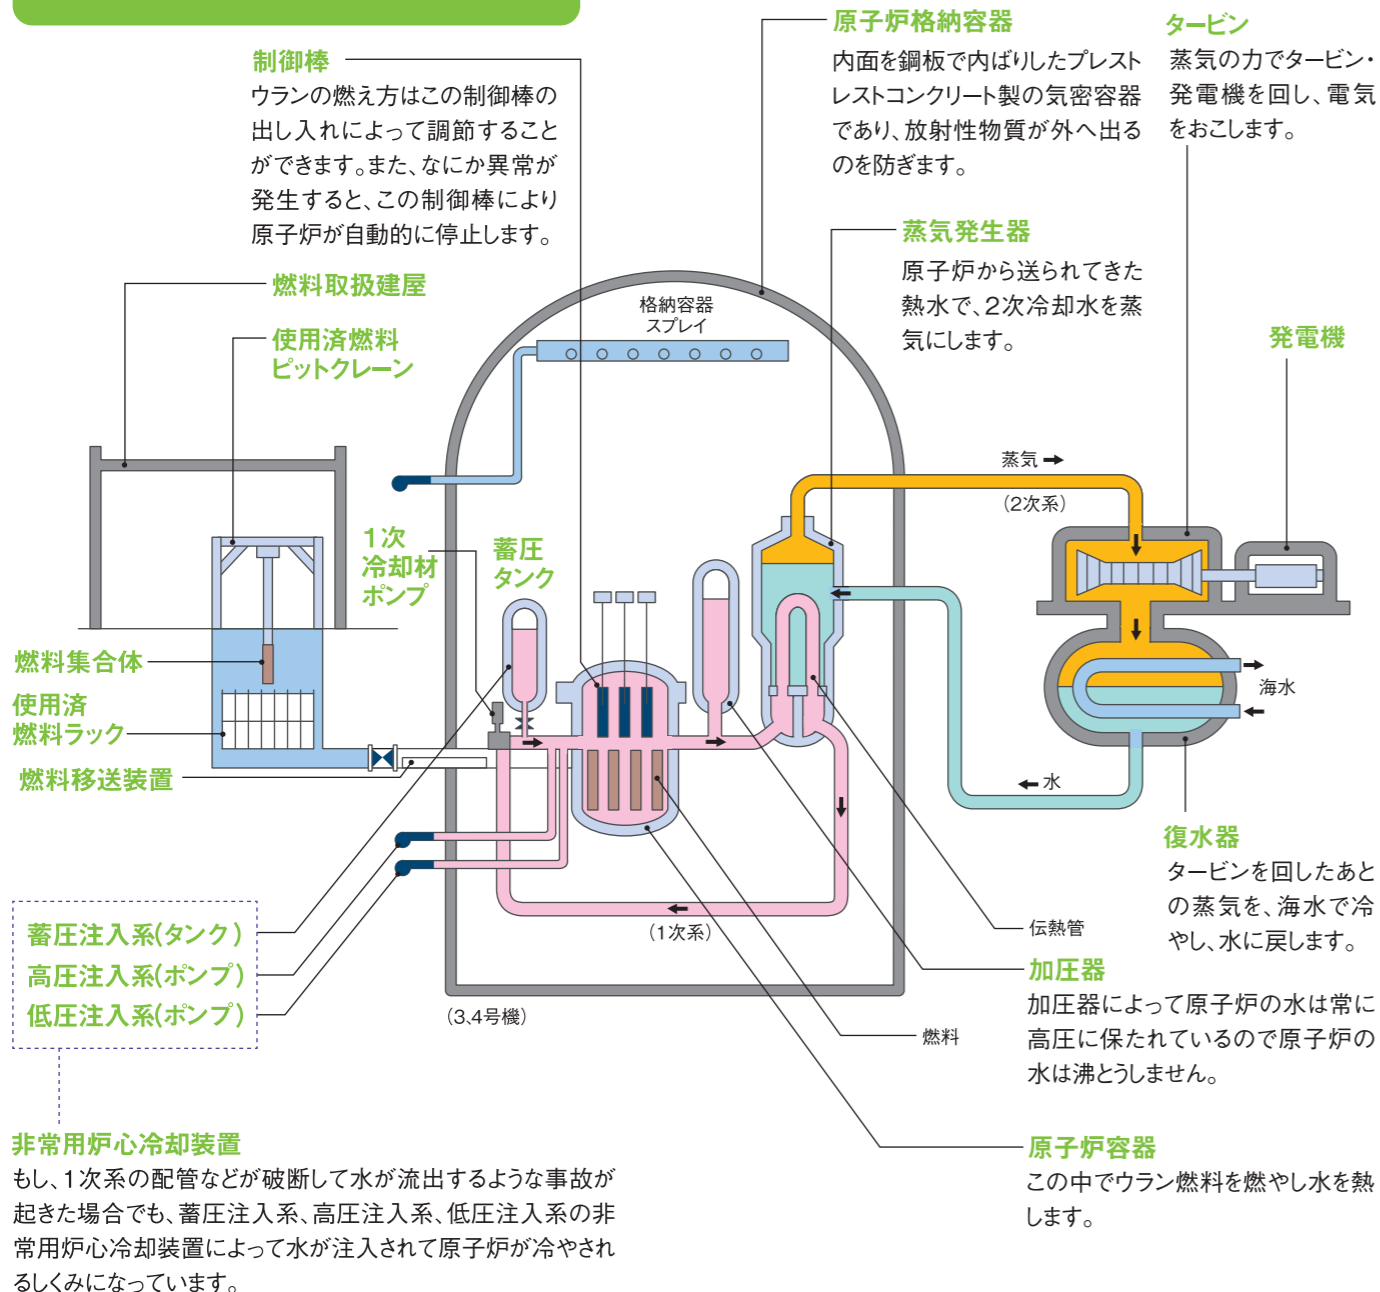 制御棒
ウランの燃え方はこの制御棒の
出し入れによって調節すること
ができます。また、なにか異常が
発生すると、この制御棒により
原子炉が自動的に停止します。
原子炉格納容器
内面を鋼板で内ばりしたプレスト
レストコンクリート製の気密容器
であり、放射性物質が外へ出る
のを防ぎます。
タービン
蒸気の力でタービン・
発電機を回し、電気
をおこします。
蒸気発生器
原子炉から送られてきた
熱水で、2次冷却水を蒸
気にします。
発電機
燃料取扱建屋
使用済燃料
ピットクレーン
格納容器
スプレイ
蒸気
(2次系)
1次
冷却材
ポンプ
蓄圧
タンク
燃料集合体
使用済
燃料ラック
燃料移送装置
海水
水
復水器
タービンを回したあと
の蒸気を、海水で冷
やし、水に戻します。
蓄圧注入系(タンク)
高圧注入系(ポンプ)
低圧注入系(ポンプ)
(1次系)
(3、4号機)
伝熱管
加圧器
加圧器によって原子炉の水は常に
高圧に保たれているので原子炉の
水は沸とうしません。
燃料
原子炉容器
この中でウラン燃料を燃やし水を熱
します。
非常用炉心冷却装置
もし、1次系の配管などが破断して水が流出するような事故が
起きた場合でも、蓄圧注入系、高圧注入系、低圧注入系の非
常用炉心冷却装置によって水が注入されて原子炉が冷やされ
るしくみになっています。